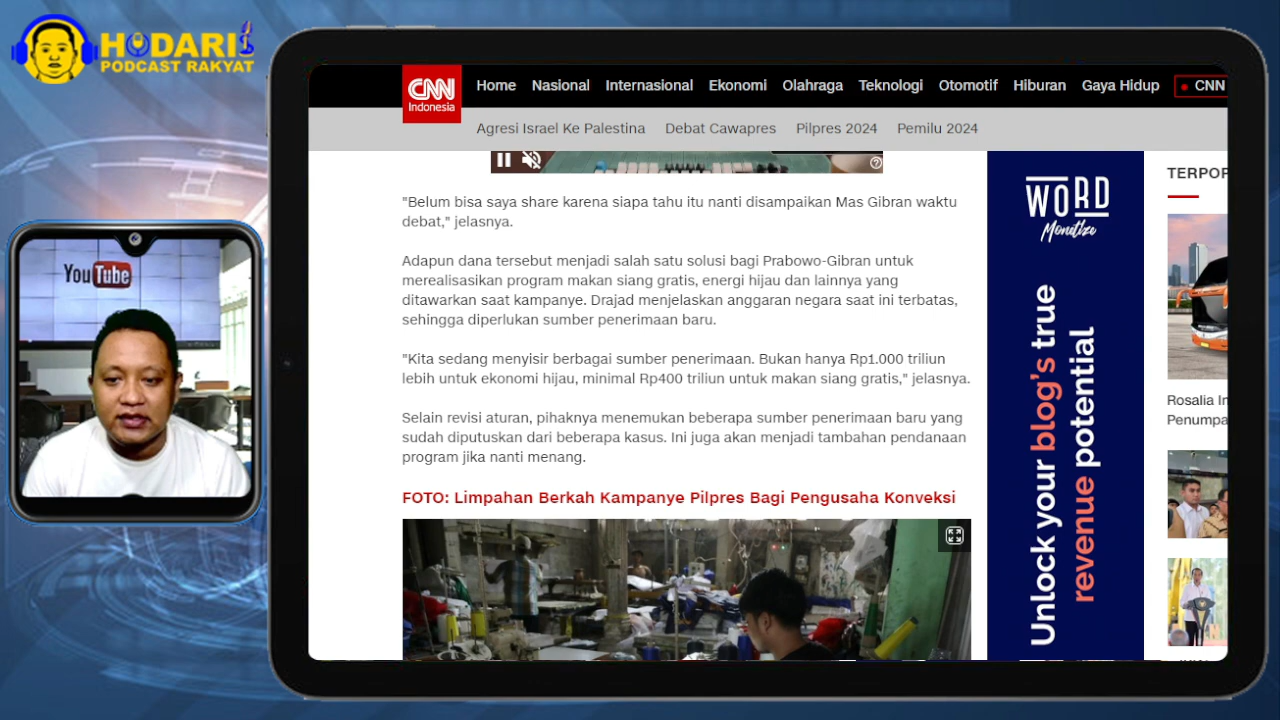 HODARI
PODCAST RAKYAT
YouTube
CNN
Indonesia
Home Nasional Internasional Ekonomi Olahraga Teknologi Otomotif Hiburan Gaya Hidup CNN
Agresi Israel Ke Palestina Debat Cawapres Pilpres 2024 Pemilu 2024
"Belum bisa saya share karena siapa tahu itu nanti disampaikan Mas Gibran waktu
debat," jelasnya.
Adapun dana tersebut menjadi salah satu solusi bagi Prabowo-Gibran untuk
merealisasikan program makan siang gratis, energi hijau dan lainnya yang
ditawarkan saat kampanye. Drajad menjelaskan anggaran negara saat ini terbatas,
sehingga diperlukan sumber penerimaan baru.
"Kita sedang menyisir berbagai sumber penerimaan. Bukan hanya Rp1.000 triliun
lebih untuk ekonomi hijau, minimal Rp400 triliun untuk makan siang gratis," jelasnya.
Selain revisi aturan, pihaknya menemukan beberapa sumber penerimaan baru yang
sudah diputuskan dari beberapa kasus. Ini juga akan menjadi tambahan pendanaan
program jika nanti menang.
FOTO: Limpahan Berkah Kampanye Pilpres Bagi Pengusaha Konveksi
WORD
Monetize
Unlock your blog's true
revenue potential
TERPOP
Rosalia In
Penumpa